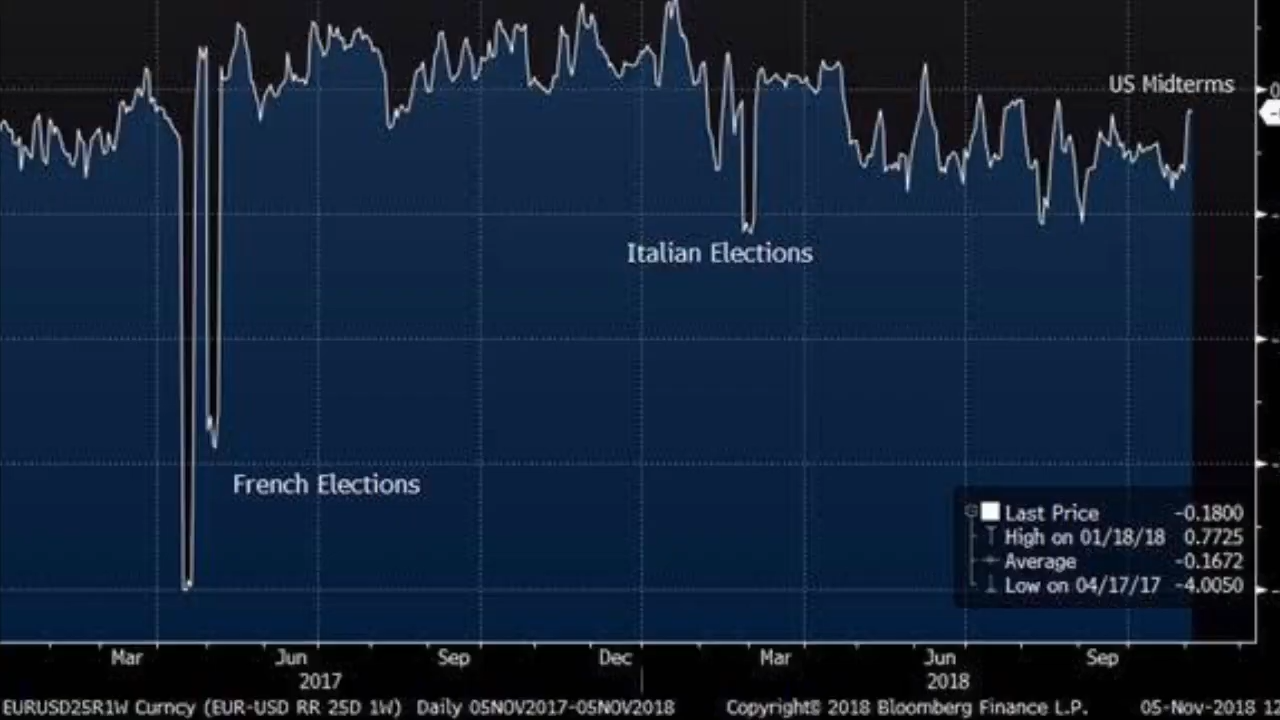 US Midterms
0
Italian Elections
French Elections
Last Price -0.1800
High on 01/18/18 0.7725
Average -0.1672
Low on 04/17/17 -4.0050
Mar Jun Sep Dec Mar Jun Sep
2017 2018
EURUSD25R1W Curncy (EUR-USD RR 25D 1W) Daily 05NOV2017-05NOV2018 Copyright© 2018 Bloomberg Finance L.P. 05-Nov-2018